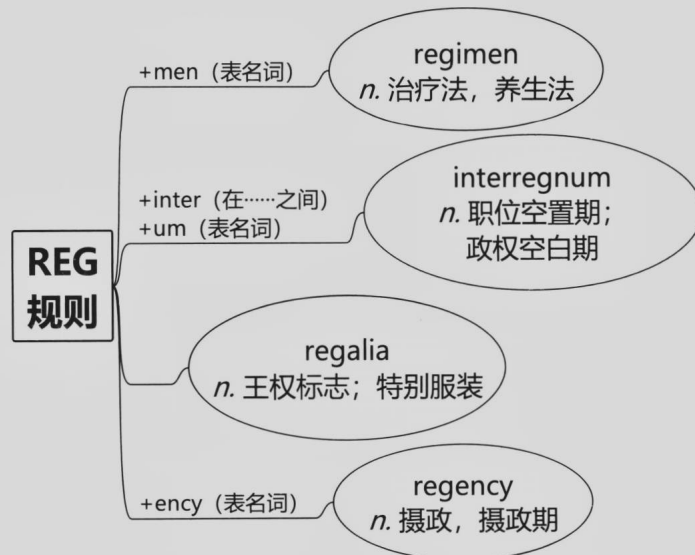 REG
规则
+men（表名词）
regimen
n. 治疗法，养生法
+inter（在……之间）
+um（表名词）
interregnum
n. 职位空置期；
政权空白期
regalia
n. 王权标志；特别服装
+ency（表名词）
regency
n. 摄政，摄政期